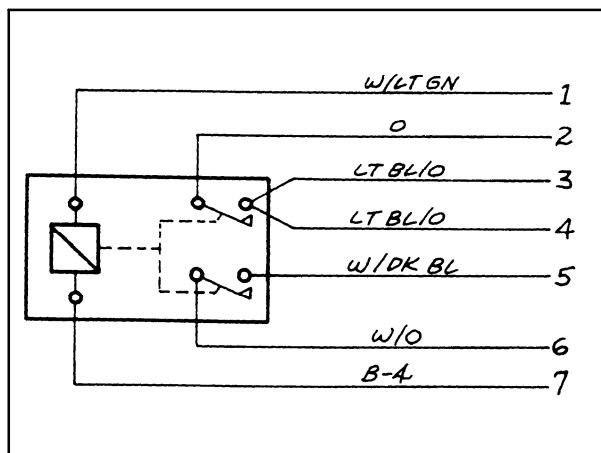 W/LT GN 1
O 2
LT BL/O 3
LT BL/O 4
W/DK BL 5
W/O 6
B-4 7